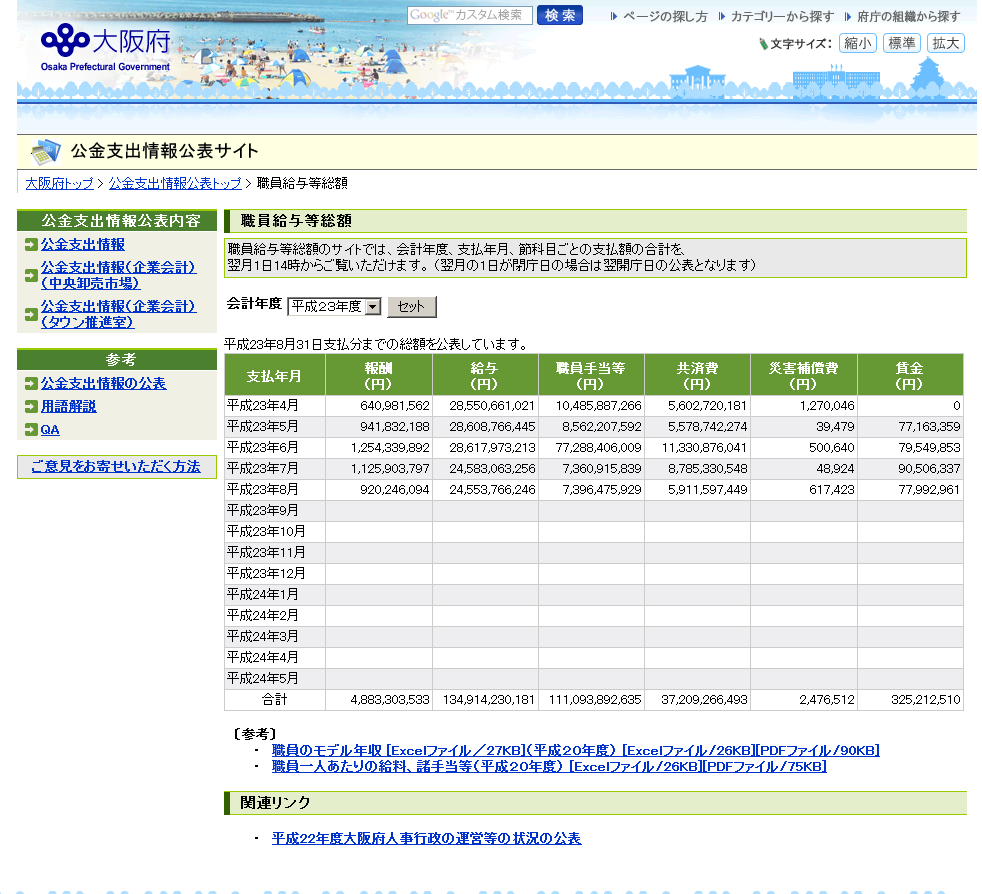 Google™カスタム検索 検索 ページの探し方 カテゴリーから探す 府庁の組織から探す
大阪府
Osaka Prefectural Government
文字サイズ: 縮小 標準 拡大
公金支出情報公表サイト
大阪府トップ > 公金支出情報公表トップ > 職員給与等総額
公金支出情報公表内容
公金支出情報
公金支出情報(企業会計)
(中央卸売市場)
公金支出情報(企業会計)
(タウン推進室)
参考
公金支出情報の公表
用語解説
QA
ご意見をお寄せいただく方法
職員給与等総額
職員給与等総額のサイトでは、会計年度、支払年月、節科目ごとの支払額の合計を、
翌月1日14時からご覧いただけます。(翌月の1日が閉庁日の場合は翌開庁日の公表となります)
会計年度 平成23年度 セット
平成23年8月31日支払分までの総額を公表しています。
支払年月 報酬(円) 給与(円) 職員手当等(円) 共済費(円) 災害補償費(円) 賃金(円)
平成23年4月 640,981,562 28,550,661,021 10,485,887,266 5,602,720,181 1,270,046 0
平成23年5月 941,832,188 28,608,766,445 8,562,207,592 5,578,742,274 39,479 77,163,359
平成23年6月 1,254,339,892 28,617,973,213 77,288,406,009 11,330,876,041 500,640 79,549,853
平成23年7月 1,125,903,797 24,583,063,256 7,360,915,839 8,785,330,548 48,924 90,506,337
平成23年8月 920,246,094 24,553,766,246 7,396,475,929 5,911,597,449 617,423 77,992,961
平成23年9月
平成23年10月
平成23年11月
平成23年12月
平成24年1月
平成24年2月
平成24年3月
平成24年4月
平成24年5月
合計 4,883,303,533 134,914,230,181 111,093,892,635 37,209,266,493 2,476,512 325,212,510
〔参考〕
・ 職員のモデル年収 [Excelファイル/27KB](平成20年度) [Excelファイル/26KB][PDFファイル/90KB]
・ 職員一人あたりの給料、諸手当等(平成20年度) [Excelファイル/26KB][PDFファイル/75KB]
関連リンク
・ 平成22年度大阪府人事行政の運営等の状況の公表